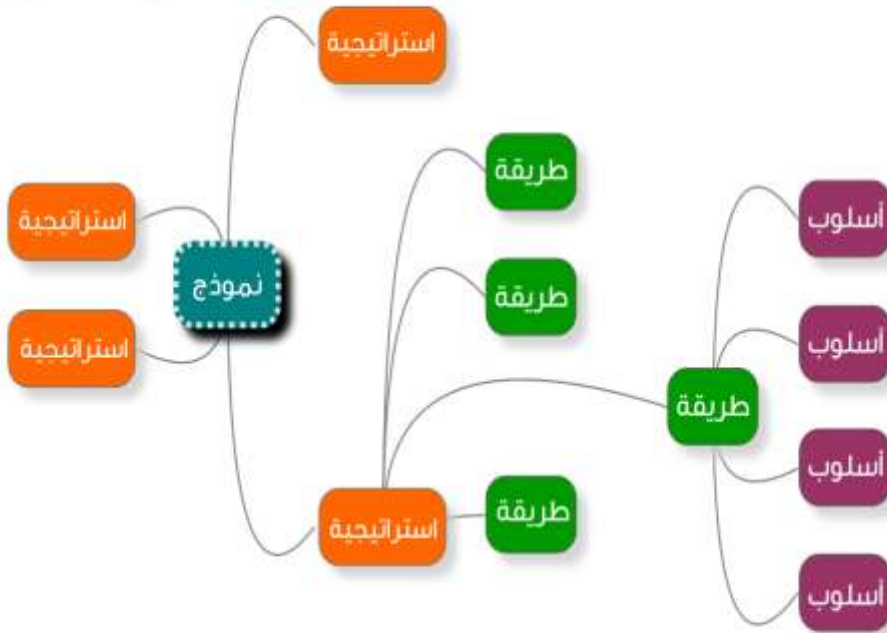 استراتيجية
طريقة
أسلوب
استراتيجية
نموذج
طريقة
استراتيجية
أسلوب
طريقة
أسلوب
استراتيجية
طريقة
أسلوب